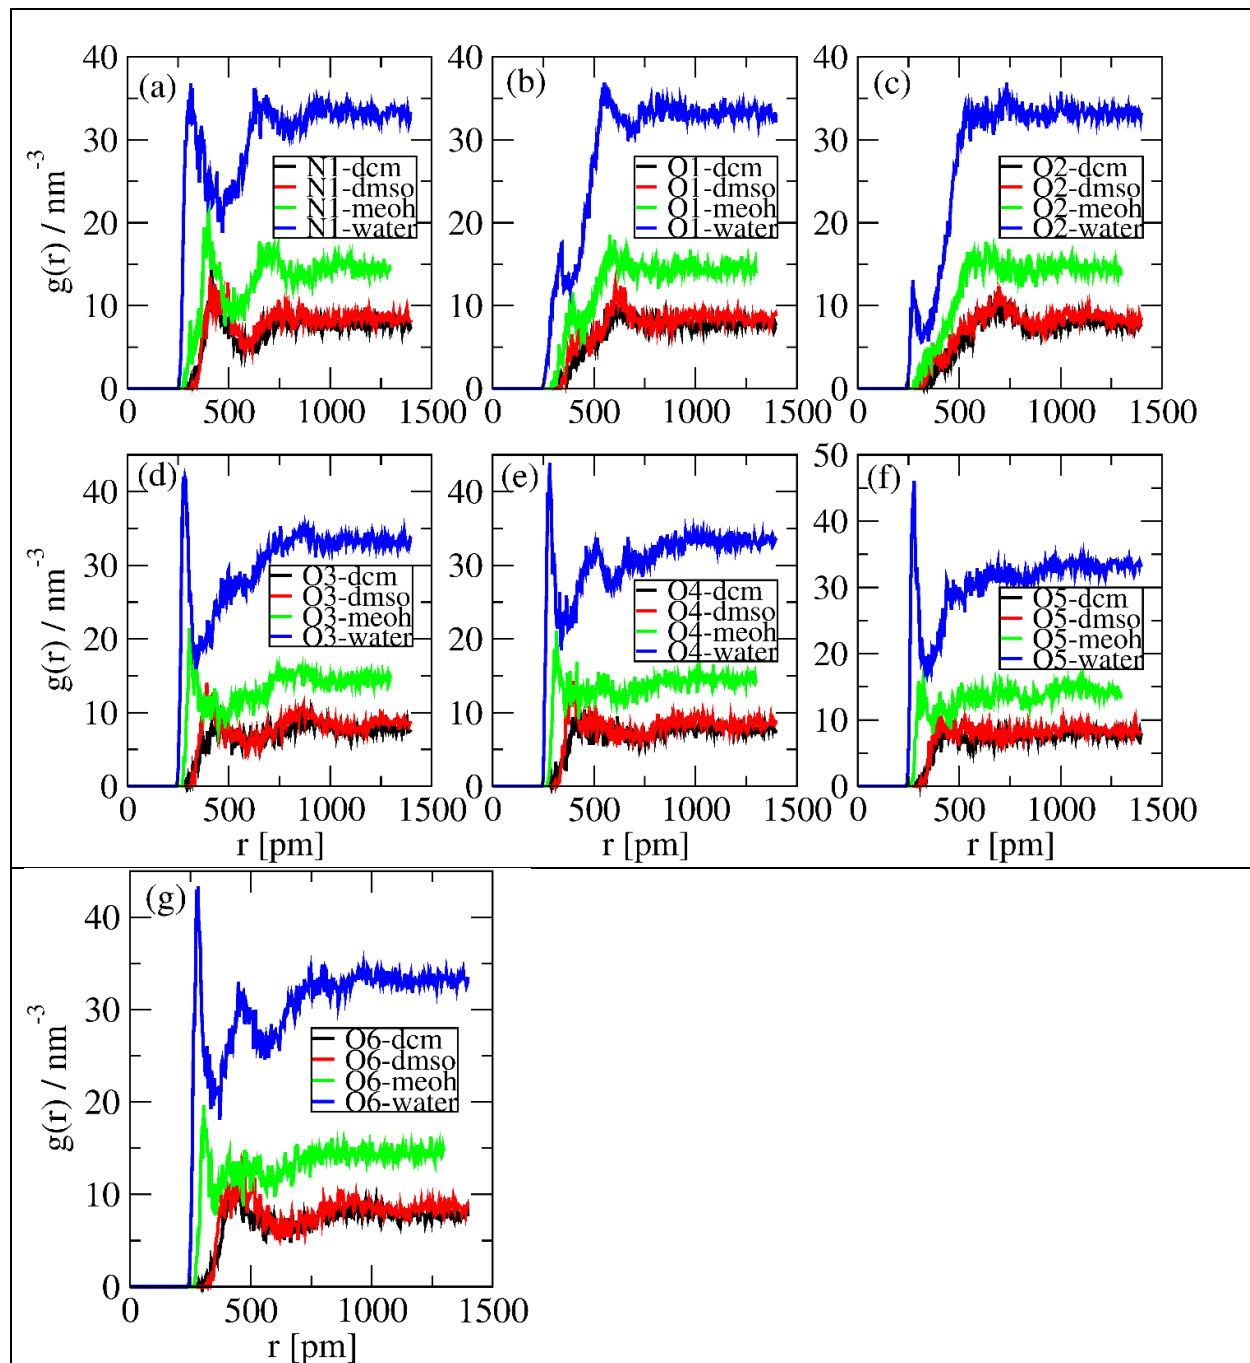 (a)
g(r) / nm-3
40
30
20
10
0
N1-dcm
N1-dmso
N1-meoh
N1-water
0 500 1000 1500
(b)
40
30
20
10
0
O1-dcm
O1-dmso
O1-meoh
O1-water
0 500 1000 1500
(c)
40
30
20
10
0
O2-dcm
O2-dmso
O2-meoh
O2-water
0 500 1000 1500
(d)
g(r) / nm-3
40
30
20
10
0
O3-dcm
O3-dmso
O3-meoh
O3-water
0 500 1000 1500
r [pm]
(e)
40
30
20
10
0
O4-dcm
O4-dmso
O4-meoh
O4-water
0 500 1000 1500
r [pm]
(f)
50
40
30
20
10
0
O5-dcm
O5-dmso
O5-meoh
O5-water
0 500 1000 1500
r [pm]
(g)
g(r) / nm-3
40
30
20
10
0
O6-dcm
O6-dmso
O6-meoh
O6-water
0 500 1000 1500
r [pm]